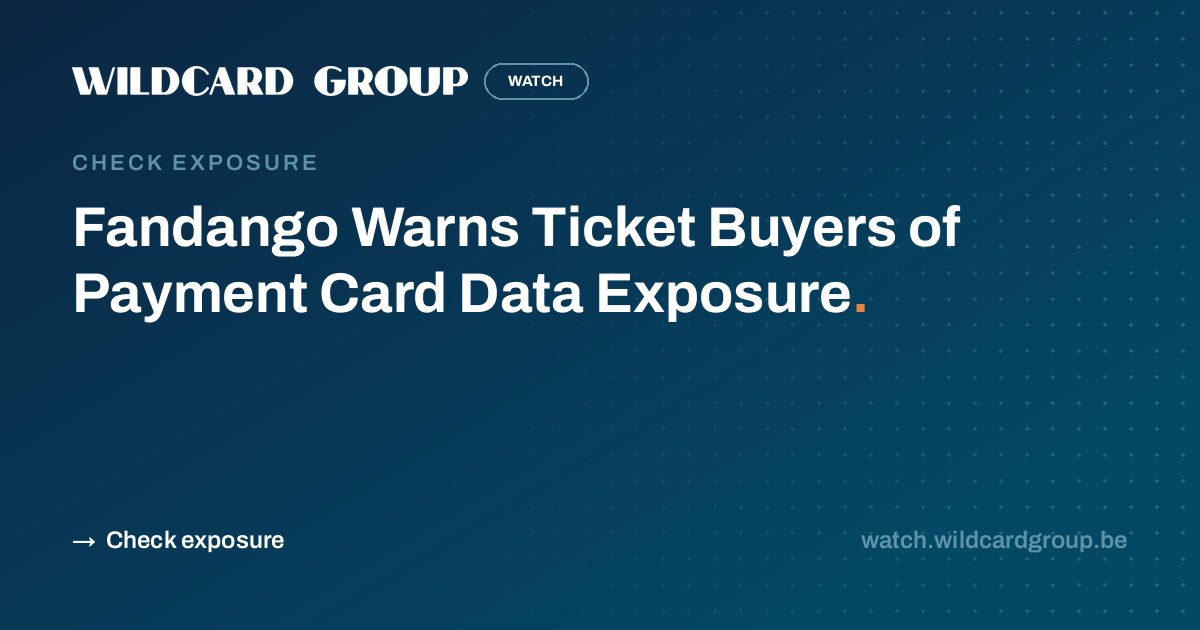 WILDCARD GROUP WATCH
CHECK EXPOSURE
Fandango Warns Ticket Buyers of
Payment Card Data Exposure.
→ Check exposure
watch.wildcardgroup.be